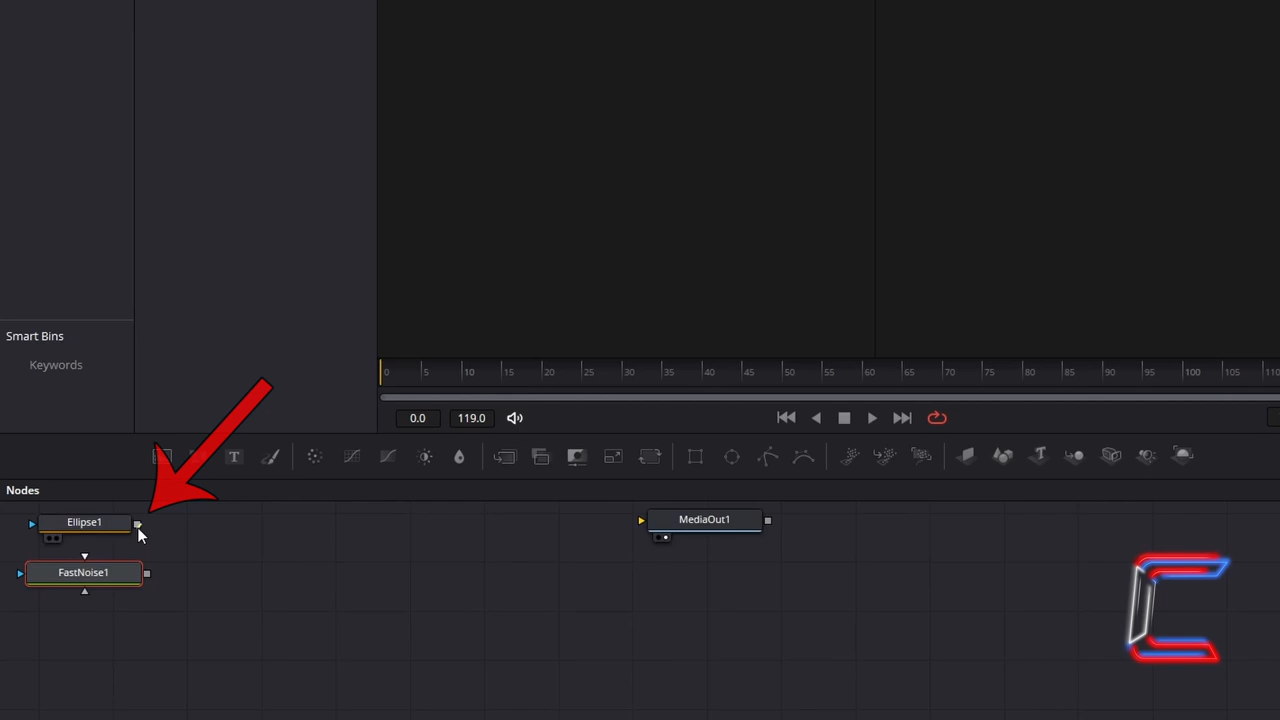 Smart Bins
Keywords
0 5 10 15 20 25 30 35 40 45 50 55 60 65 70 75 80 85 90 95 100 105 110
0.0 119.0
T
Nodes
Ellipse1
MediaOut1
FastNoise1
C